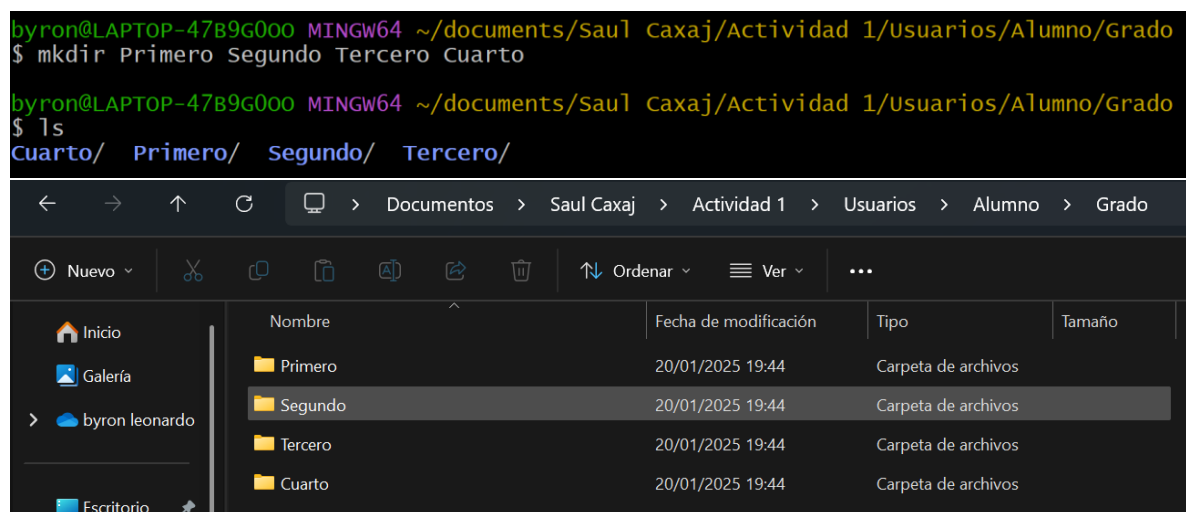 byron@LAPTOP-47B9G0OO MINGW64 ~/documents/Saul Caxaj/Actividad 1/Usuarios/Alumno/Grado
$ mkdir Primero Segundo Tercero Cuarto
byron@LAPTOP-47B9G0OO MINGW64 ~/documents/Saul Caxaj/Actividad 1/Usuarios/Alumno/Grado
$ ls
Cuarto/ Primero/ Segundo/ Tercero/
> Documentos > Saul Caxaj > Actividad 1 > Usuarios > Alumno > Grado
Nuevo Ordenar Ver
Nombre Fecha de modificación Tipo Tamaño
Inicio
Galería
byron leonardo
Escritorio
Primero 20/01/2025 19:44 Carpeta de archivos
Segundo 20/01/2025 19:44 Carpeta de archivos
Tercero 20/01/2025 19:44 Carpeta de archivos
Cuarto 20/01/2025 19:44 Carpeta de archivos